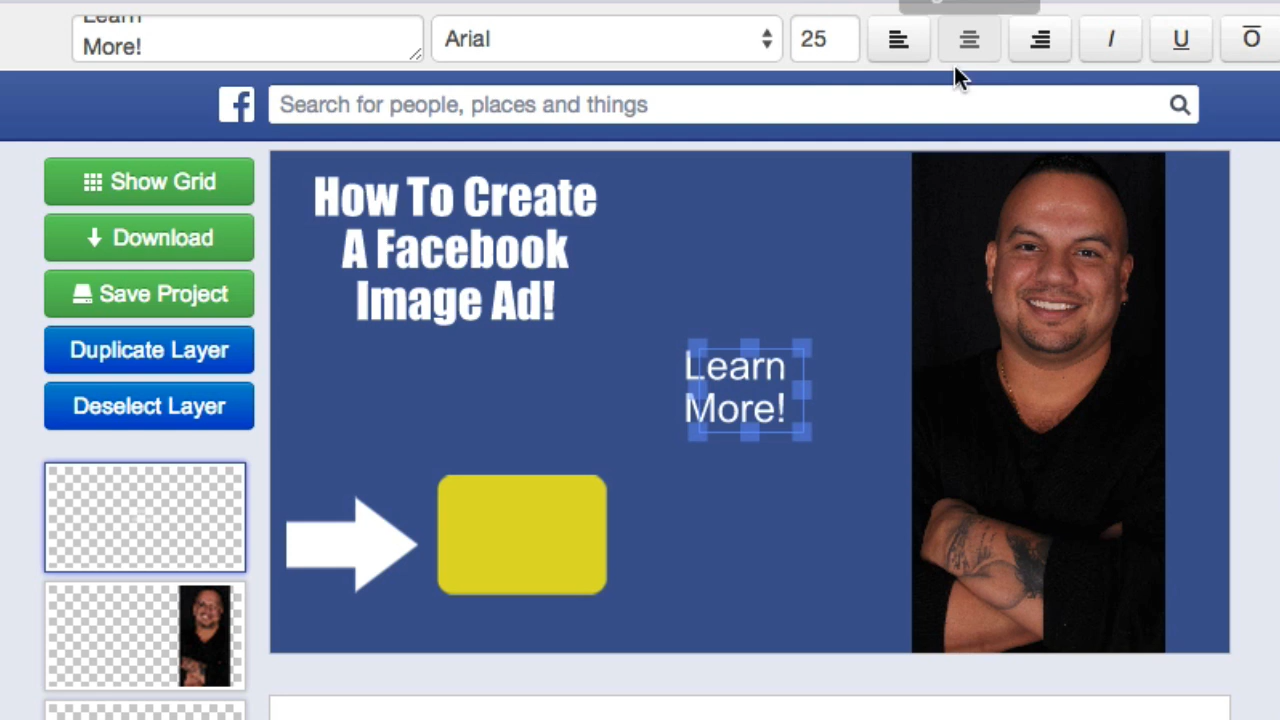 Learn
More!
Arial
25
I
U
O
f
Search for people, places and things
Show Grid
Download
Save Project
Duplicate Layer
Deselect Layer
How To Create
A Facebook
Image Ad!
Learn
More!